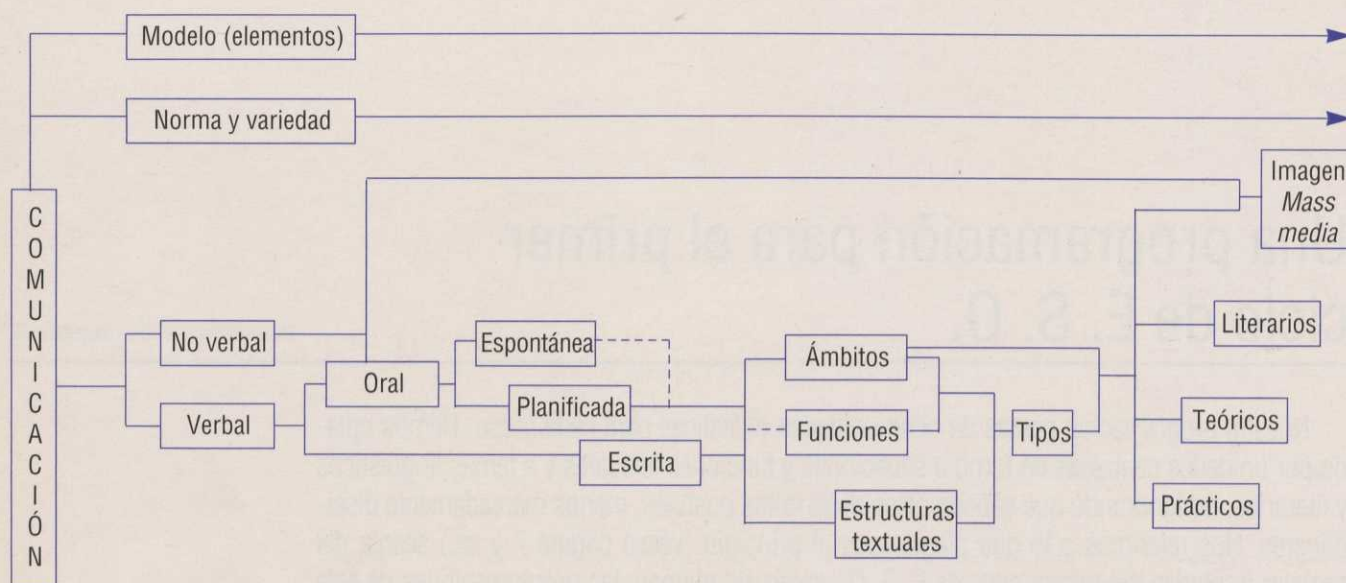 Modelo (elementos)
Norma y variedad
COMUNICACIÓN
Imagen
Mass
media
No verbal
Verbal
Oral
Espontánea
Planificada
Escrita
Ámbitos
Funciones
Estructuras
textuales
Tipos
Literarios
Teóricos
Prácticos